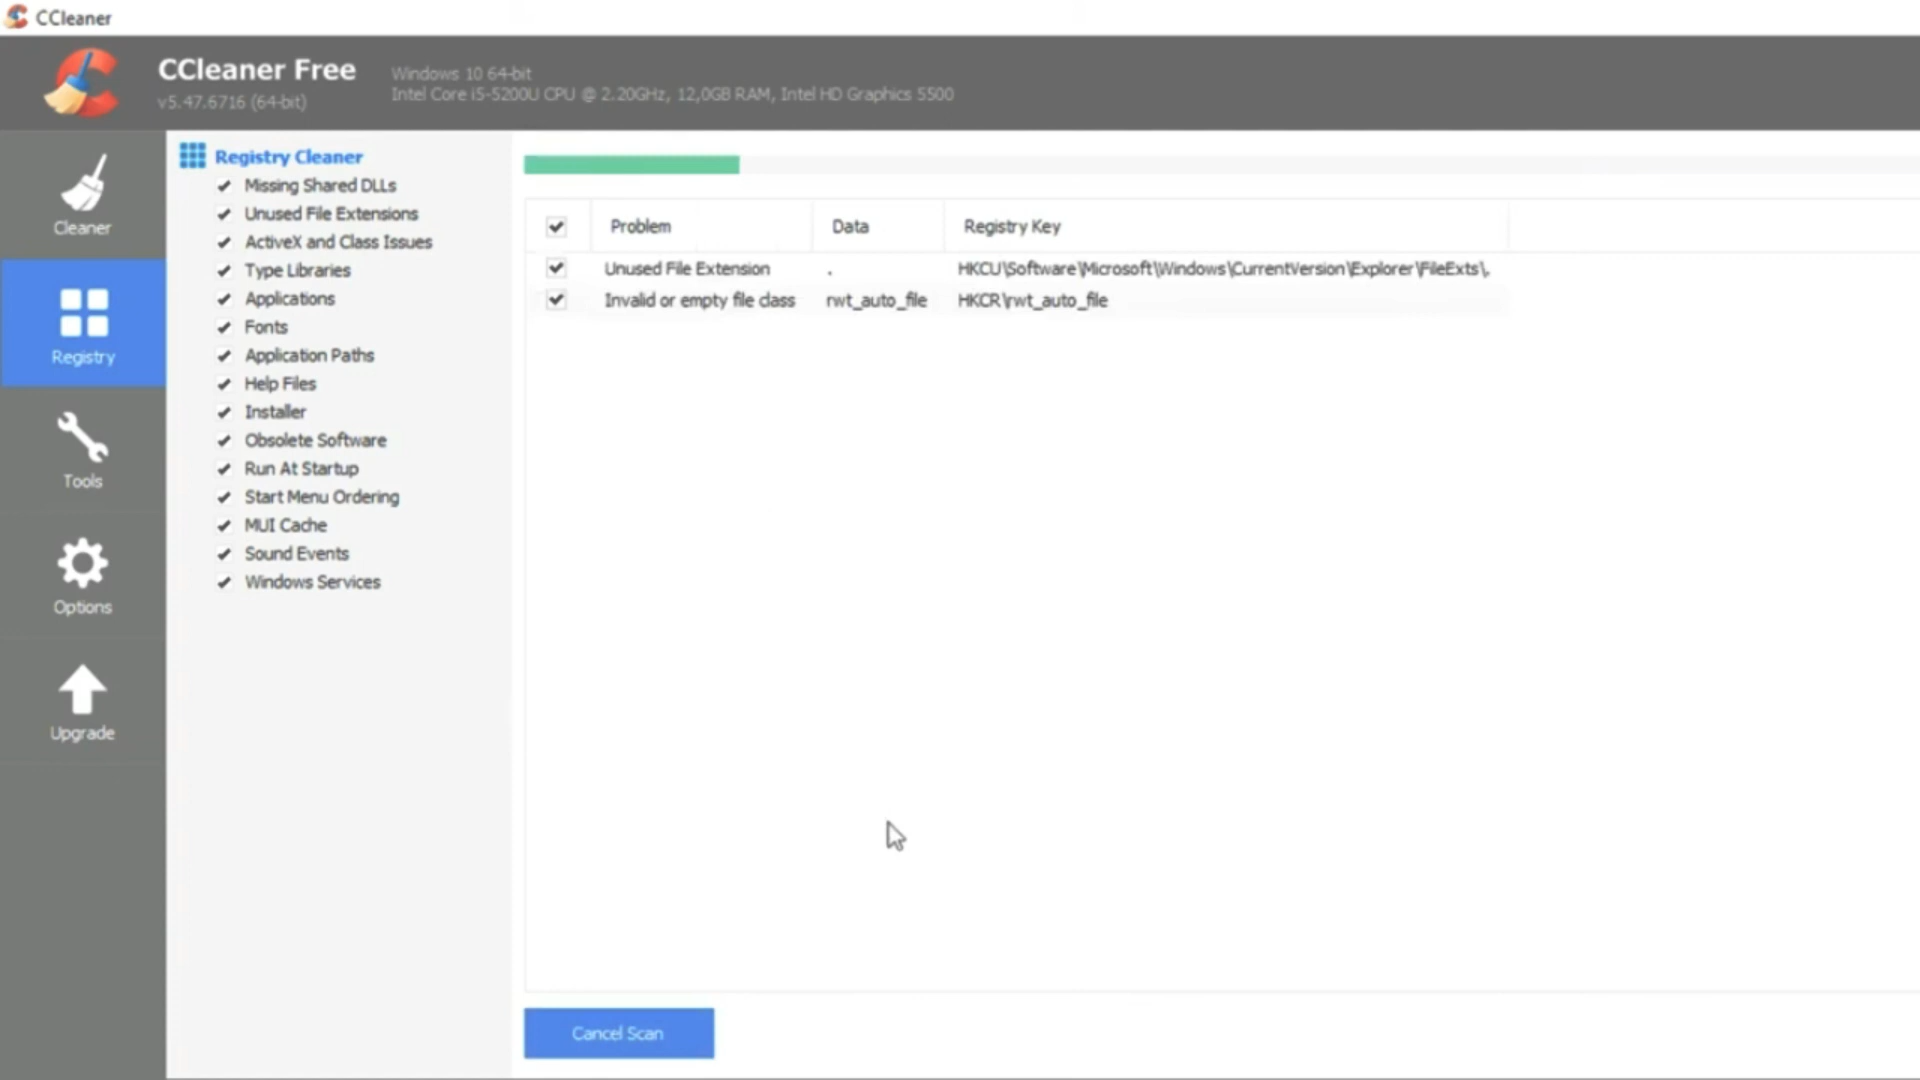 CCleaner
CCleaner Free
v5.47.6716 (64-bit)
Windows 10 64-bit
Intel Core i5-5200U CPU @ 2.20GHz, 12,0GB RAM, Intel HD Graphics 5500
Cleaner
Registry
Tools
Options
Upgrade
Registry Cleaner
Missing Shared DLLs
Unused File Extensions
ActiveX and Class Issues
Type Libraries
Applications
Fonts
Application Paths
Help Files
Installer
Obsolete Software
Run At Startup
Start Menu Ordering
MUI Cache
Sound Events
Windows Services
Problem Data Registry Key
Unused File Extension . HKCU\Software\Microsoft\Windows\CurrentVersion\Explorer\FileExts\.
Invalid or empty file class rwt_auto_file HKCR\rwt_auto_file
Cancel Scan